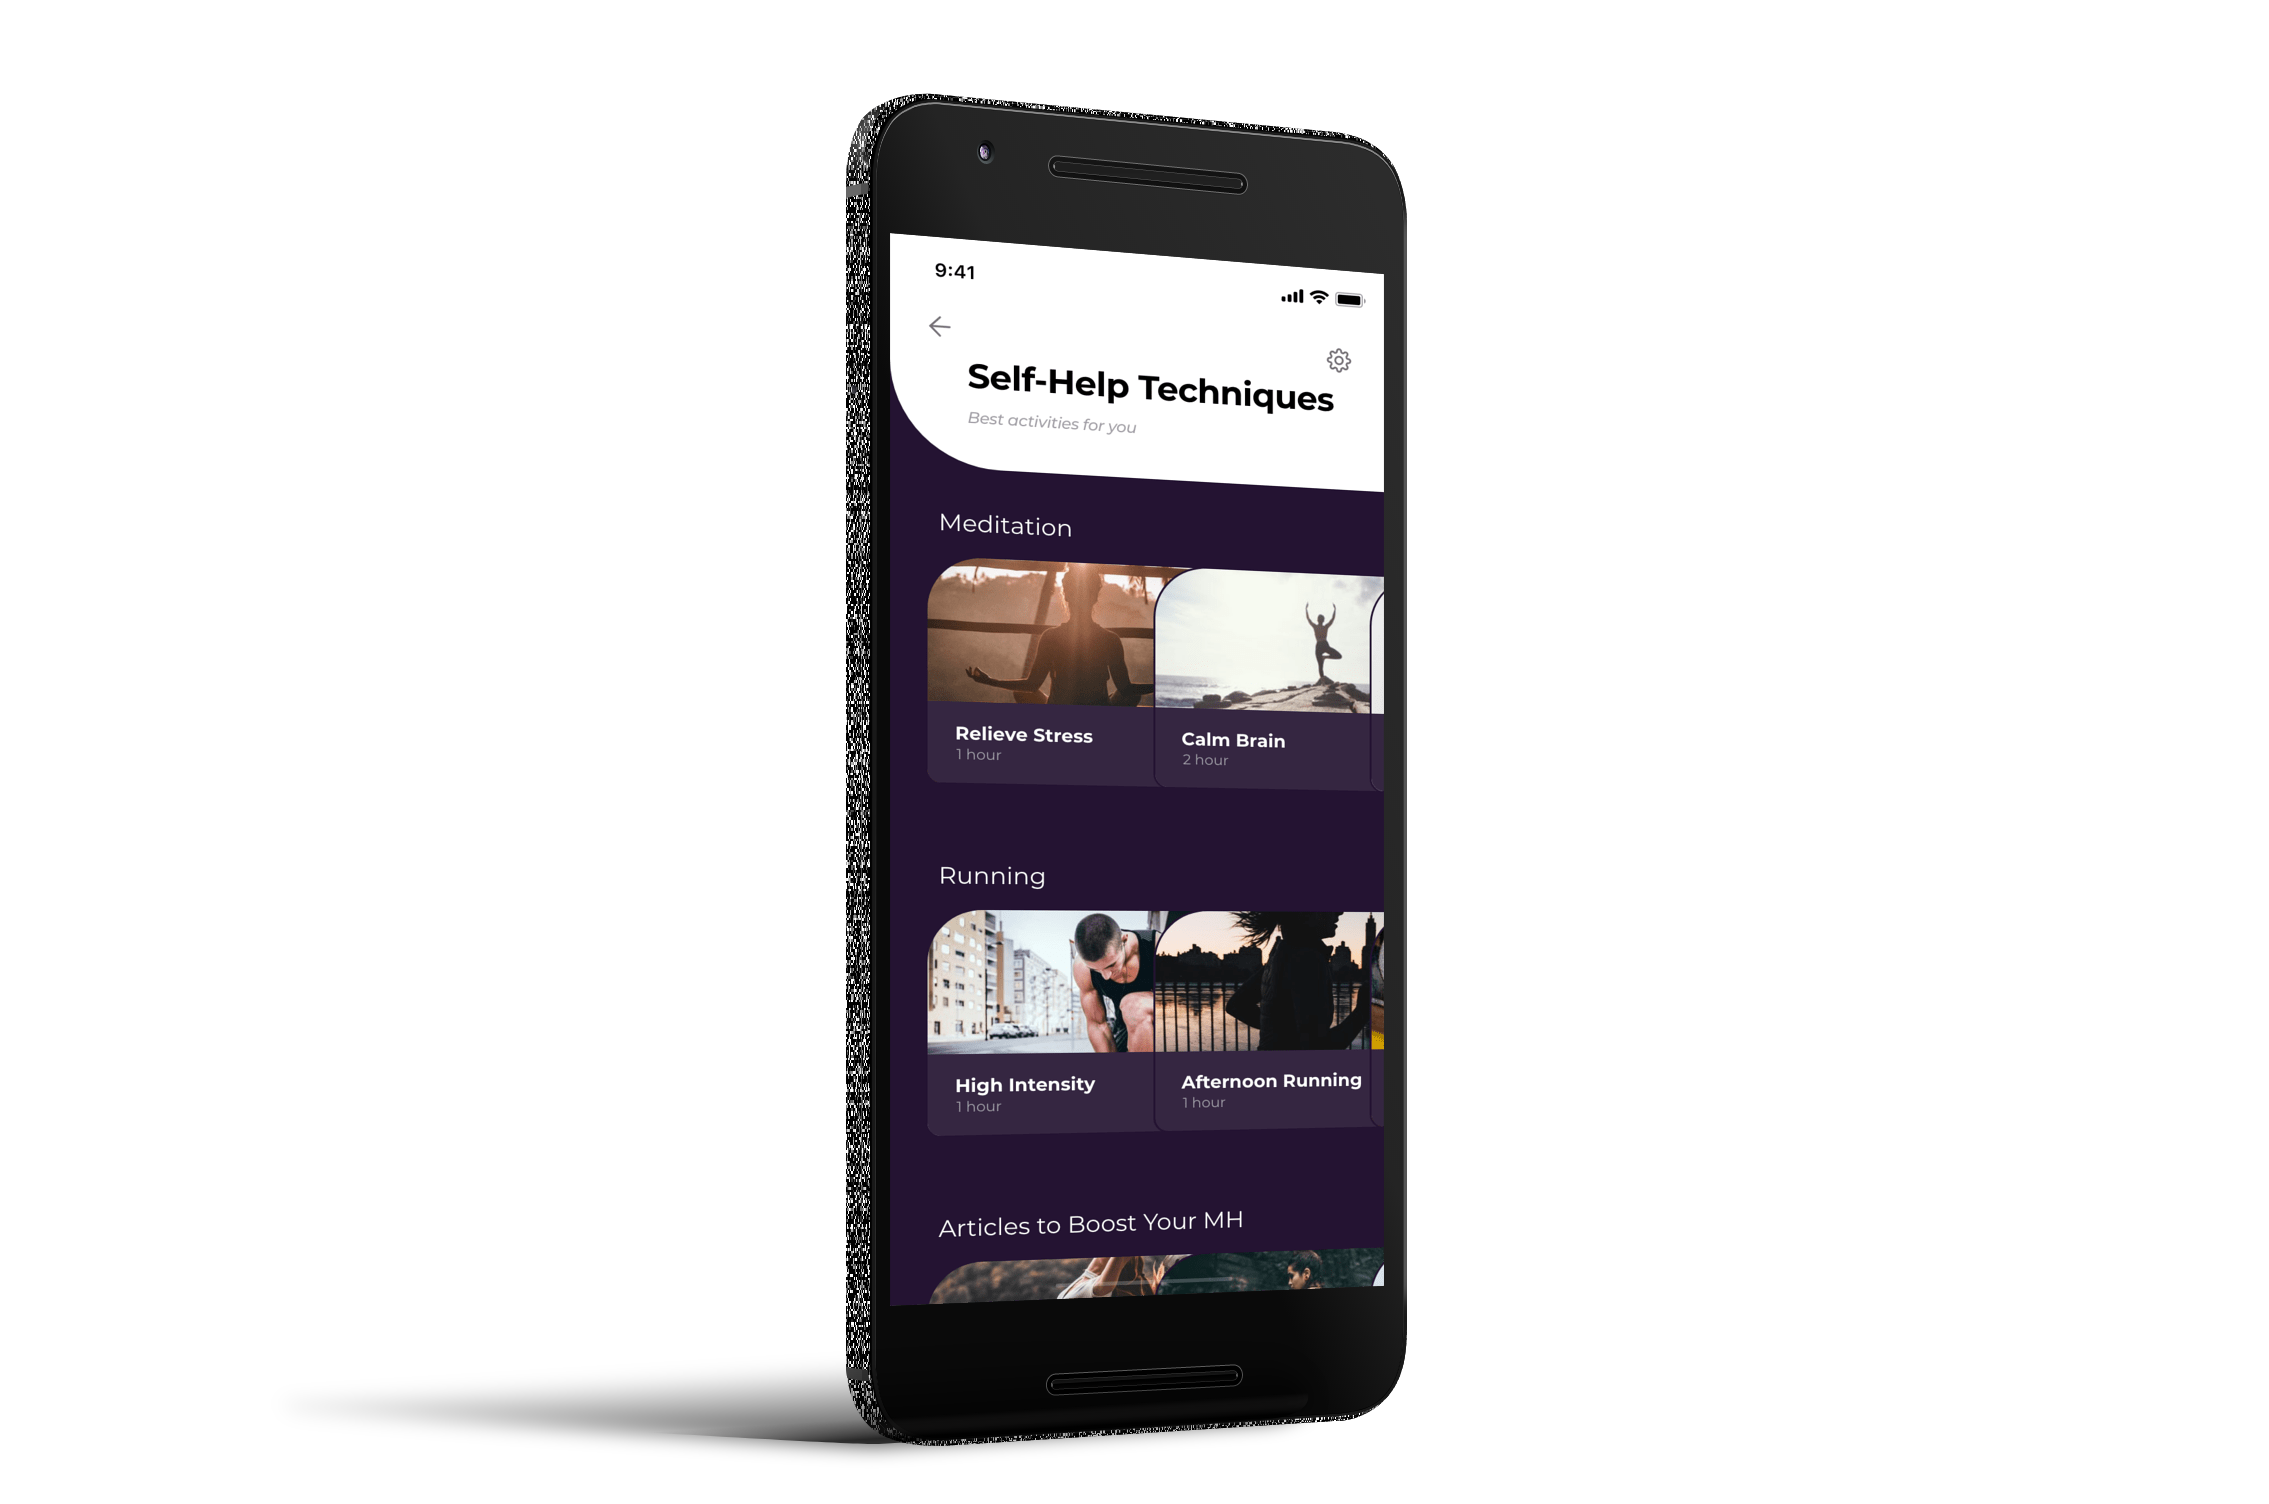 9:41
Self-Help Techniques
Best activities for you
Meditation
Relieve Stress
1 hour
Calm Brain
2 hour
Running
High Intensity
1 hour
Afternoon Running
1 hour
Articles to Boost Your MH